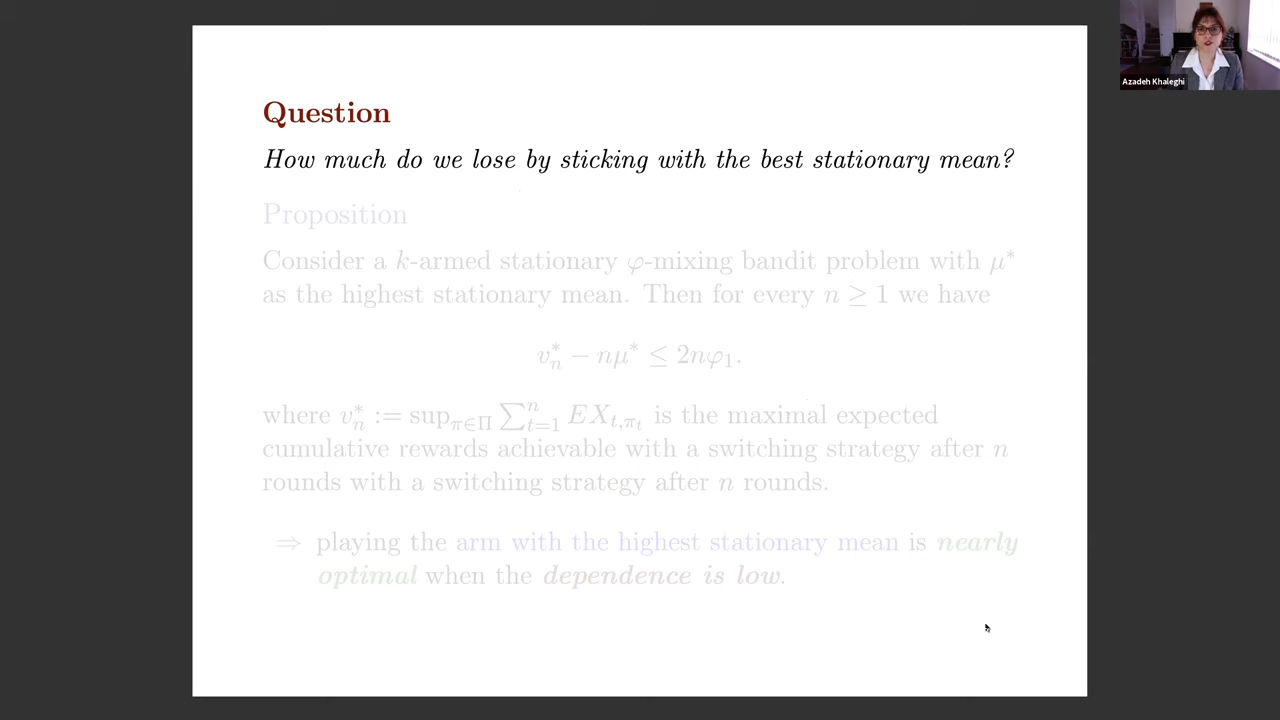 Azadeh Khaleghi
Question
How much do we lose by sticking with the best stationary mean?
Proposition
Consider a k-armed stationary φ-mixing bandit problem with μ*
as the highest stationary mean. Then for every n ≥ 1 we have
v*ₙ − nμ* ≤ 2nφ₁.
where v*ₙ := sup_{π∈Π} ∑ⁿ_{t=1} EX_{t,π_t} is the maximal expected
cumulative rewards achievable with a switching strategy after n
rounds with a switching strategy after n rounds.
⇒ playing the arm with the highest stationary mean is nearly
optimal when the dependence is low.